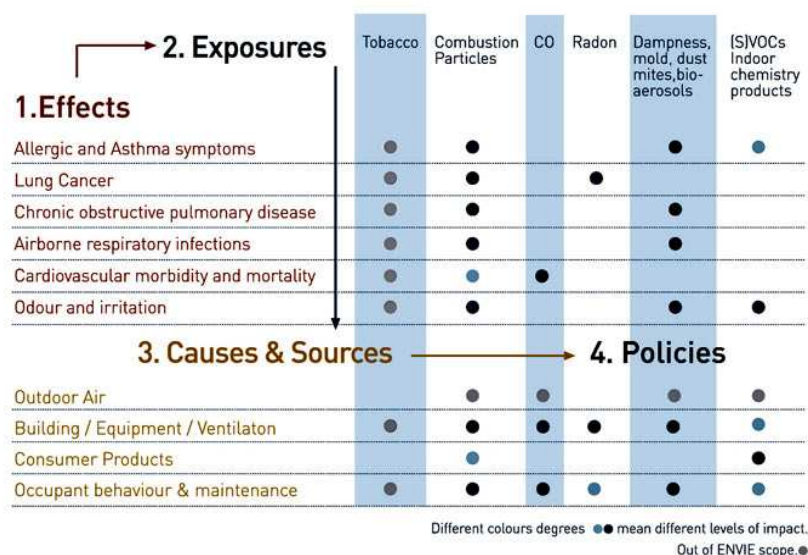 2. Exposures
Tobacco
Combustion
Particles
CO
Radon
Dampness,
mold, dust
mites,bio-
aerosols
(S)VOCs
Indoor
chemistry
products
1.Effects
Allergic and Asthma symptoms
Lung Cancer
Chronic obstructive pulmonary disease
Airborne respiratory infections
Cardiovascular morbidity and mortality
Odour and irritation
3. Causes & Sources
4. Policies
Outdoor Air
Building / Equipment / Ventilaton
Consumer Products
Occupant behaviour & maintenance
Different colours degrees mean different levels of impact.
Out of ENVIE scope.